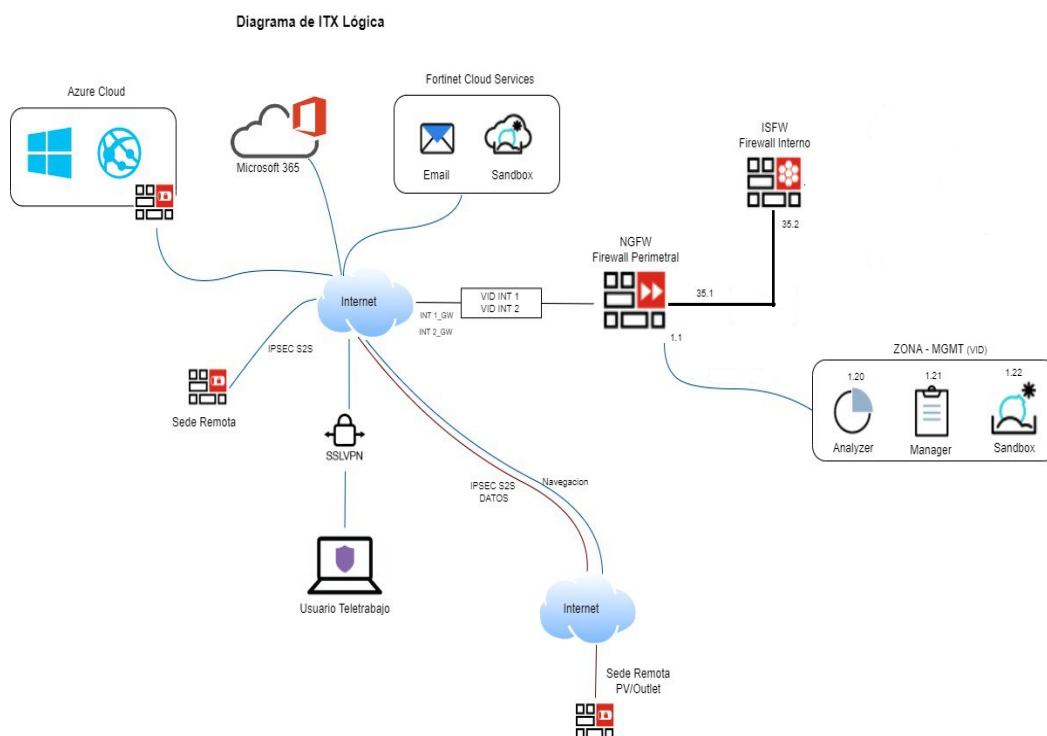 Diagrama de ITX Lógica
Azure Cloud
Microsoft 365
Fortinet Cloud Services
Email
Sandbox
ISFW
Firewall Interno
35.2
NGFW
Firewall Perimetral
35.1
1.1
Internet
INT 1_GW
INT 2_GW
VID INT 1
VID INT 2
ZONA - MGMT (VID)
1.20
1.21
1.22
Analyzer
Manager
Sandbox
IPSEC S2S
Sede Remota
SSLVPN
Usuario Teletrabajo
IPSEC S2S
DATOS
Navegacion
Internet
Sede Remota
PV/Outlet